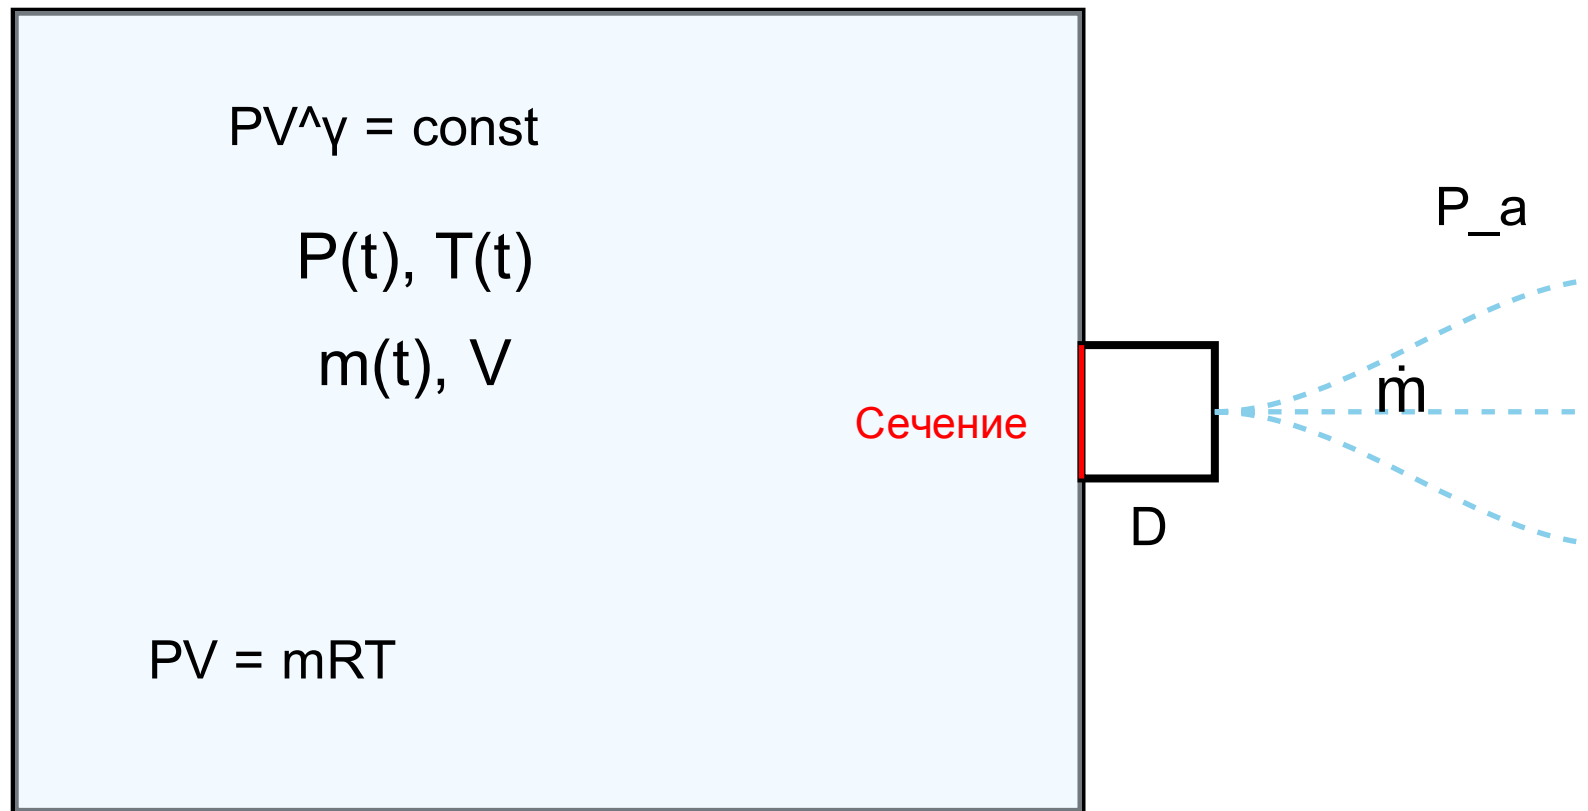 PV^γ = const
P(t), T(t)
m(t), V
P_a
ṁ
Сечение
D
PV = mRT